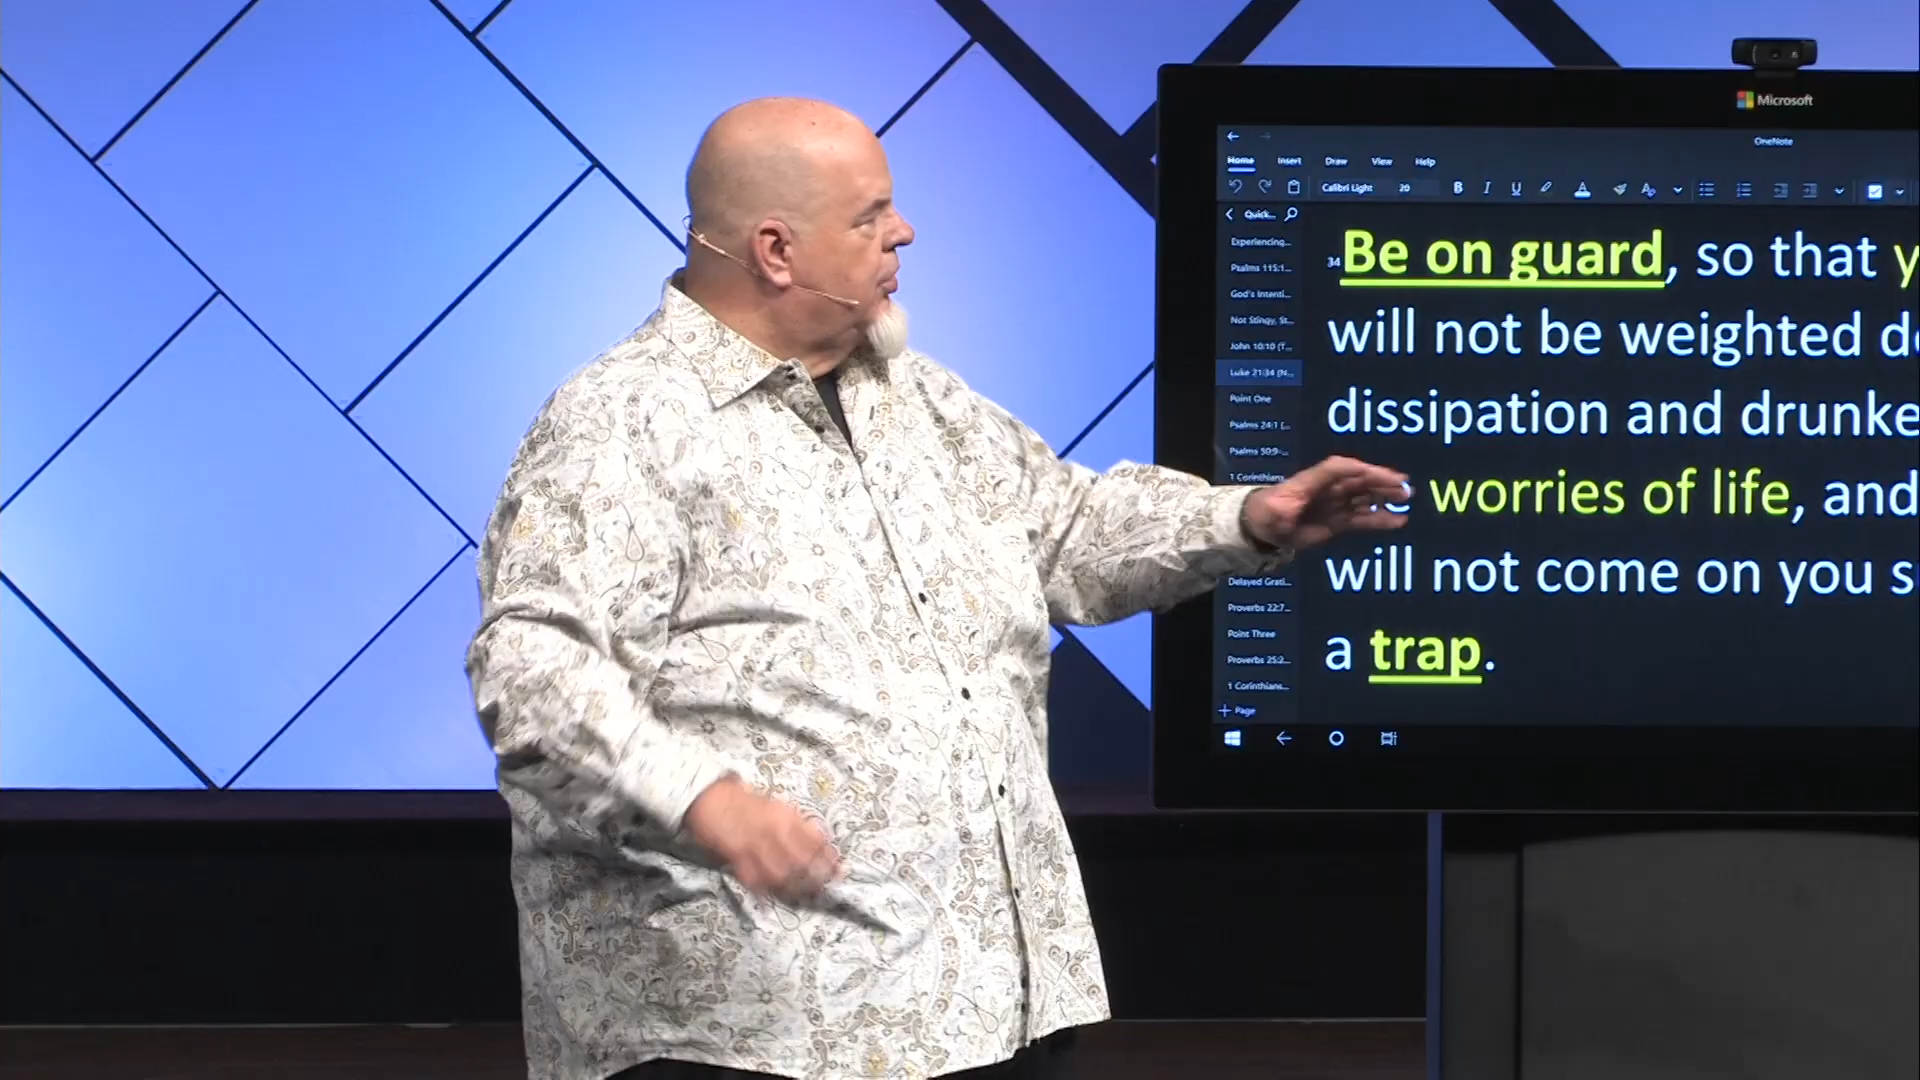 Microsoft
OneNote
Home Insert Draw View Help
Calibri Light 20 B I U A
Quick...
Experiencing...
Psalms 115:1...
God's Intenti...
Not Stingy, St...
John 10:10 (T...
Luke 21:34 (N...
Point One
Psalms 24:1 (...
Psalms 50:9-...
1 Corinthians
Delayed Grati...
Proverbs 22:7...
Point Three
Proverbs 25:2...
1 Corinthians...
+ Page
34 Be on guard, so that y
will not be weighted d
dissipation and drunke
worries of life, and
will not come on you s
a trap.